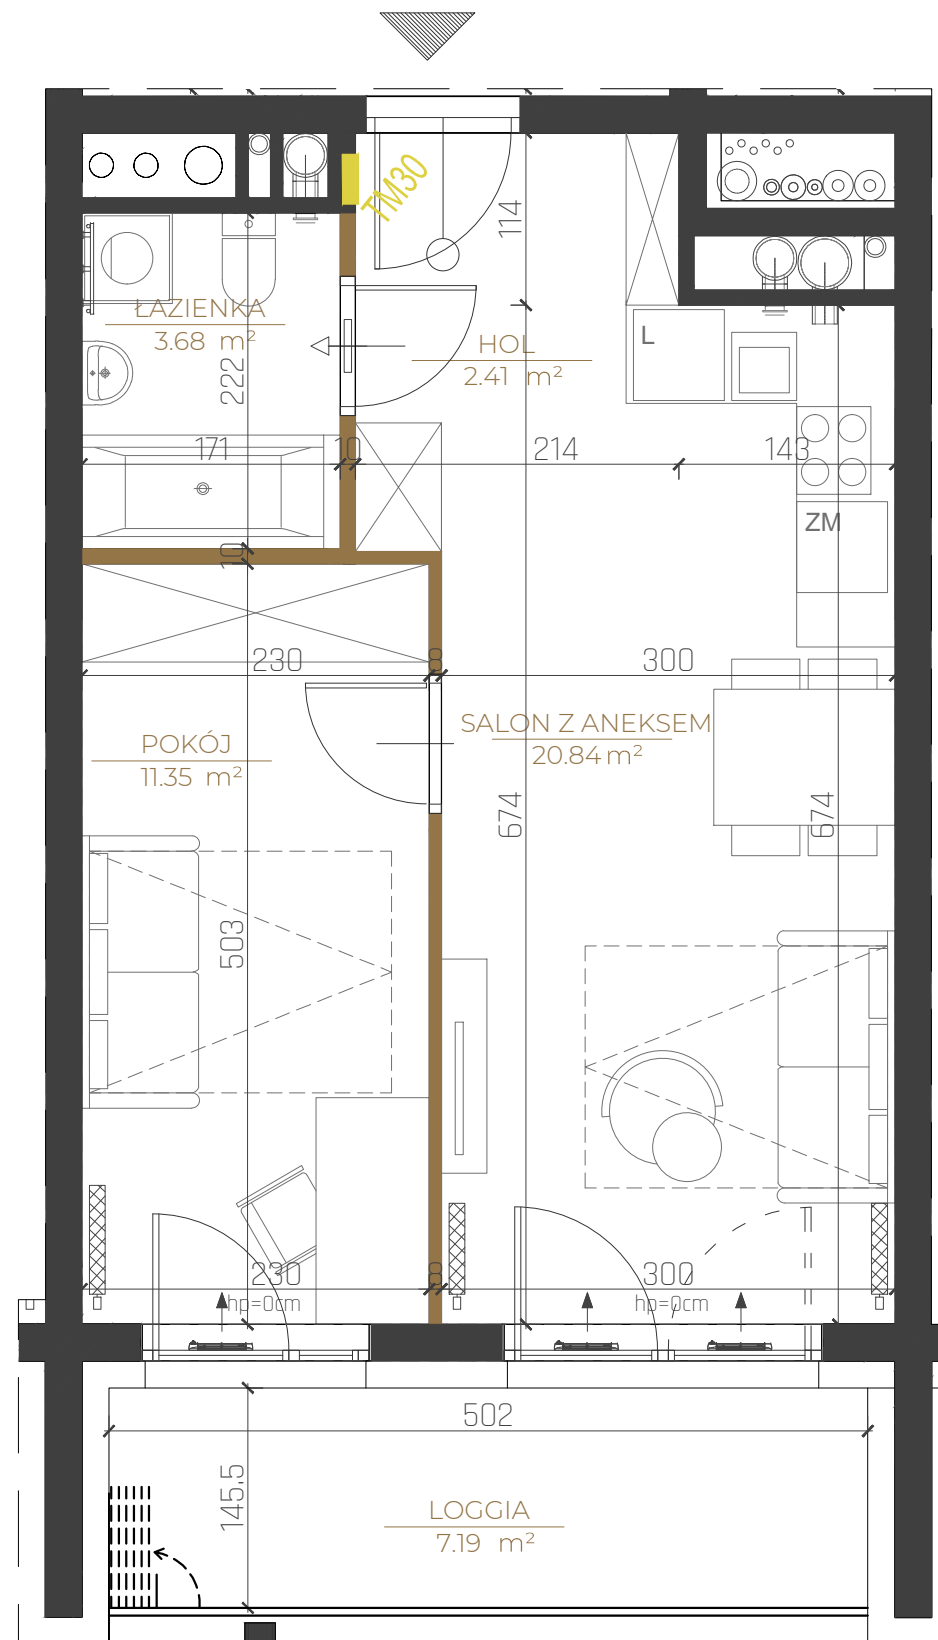 TM30
114
ŁAZIENKA
3.68 m²
222
HOL
2.41 m²
L
171
10
214
143
ZM
10
230
8
300
SALON Z ANEKSEM
20.84 m²
POKÓJ
11.35 m²
674
674
503
230
8
300
hp=0cm
hp=0cm
502
145.5
LOGGIA
7.19 m²